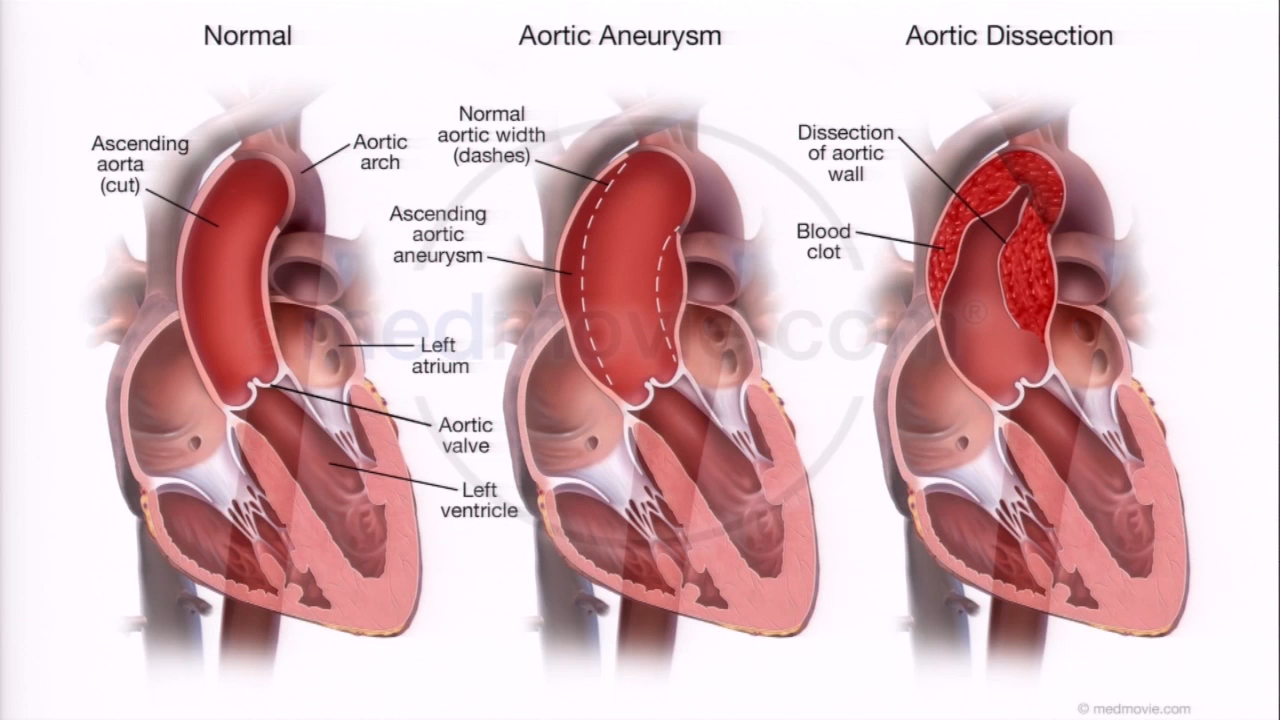 Normal
Aortic Aneurysm
Aortic Dissection
Ascending
aorta
(cut)
Aortic
arch
Left
atrium
Aortic
valve
Left
ventricle
Normal
aortic width
(dashes)
Ascending
aortic
aneurysm
Dissection
of aortic
wall
Blood
clot
medmovie.com®
© medmovie.com